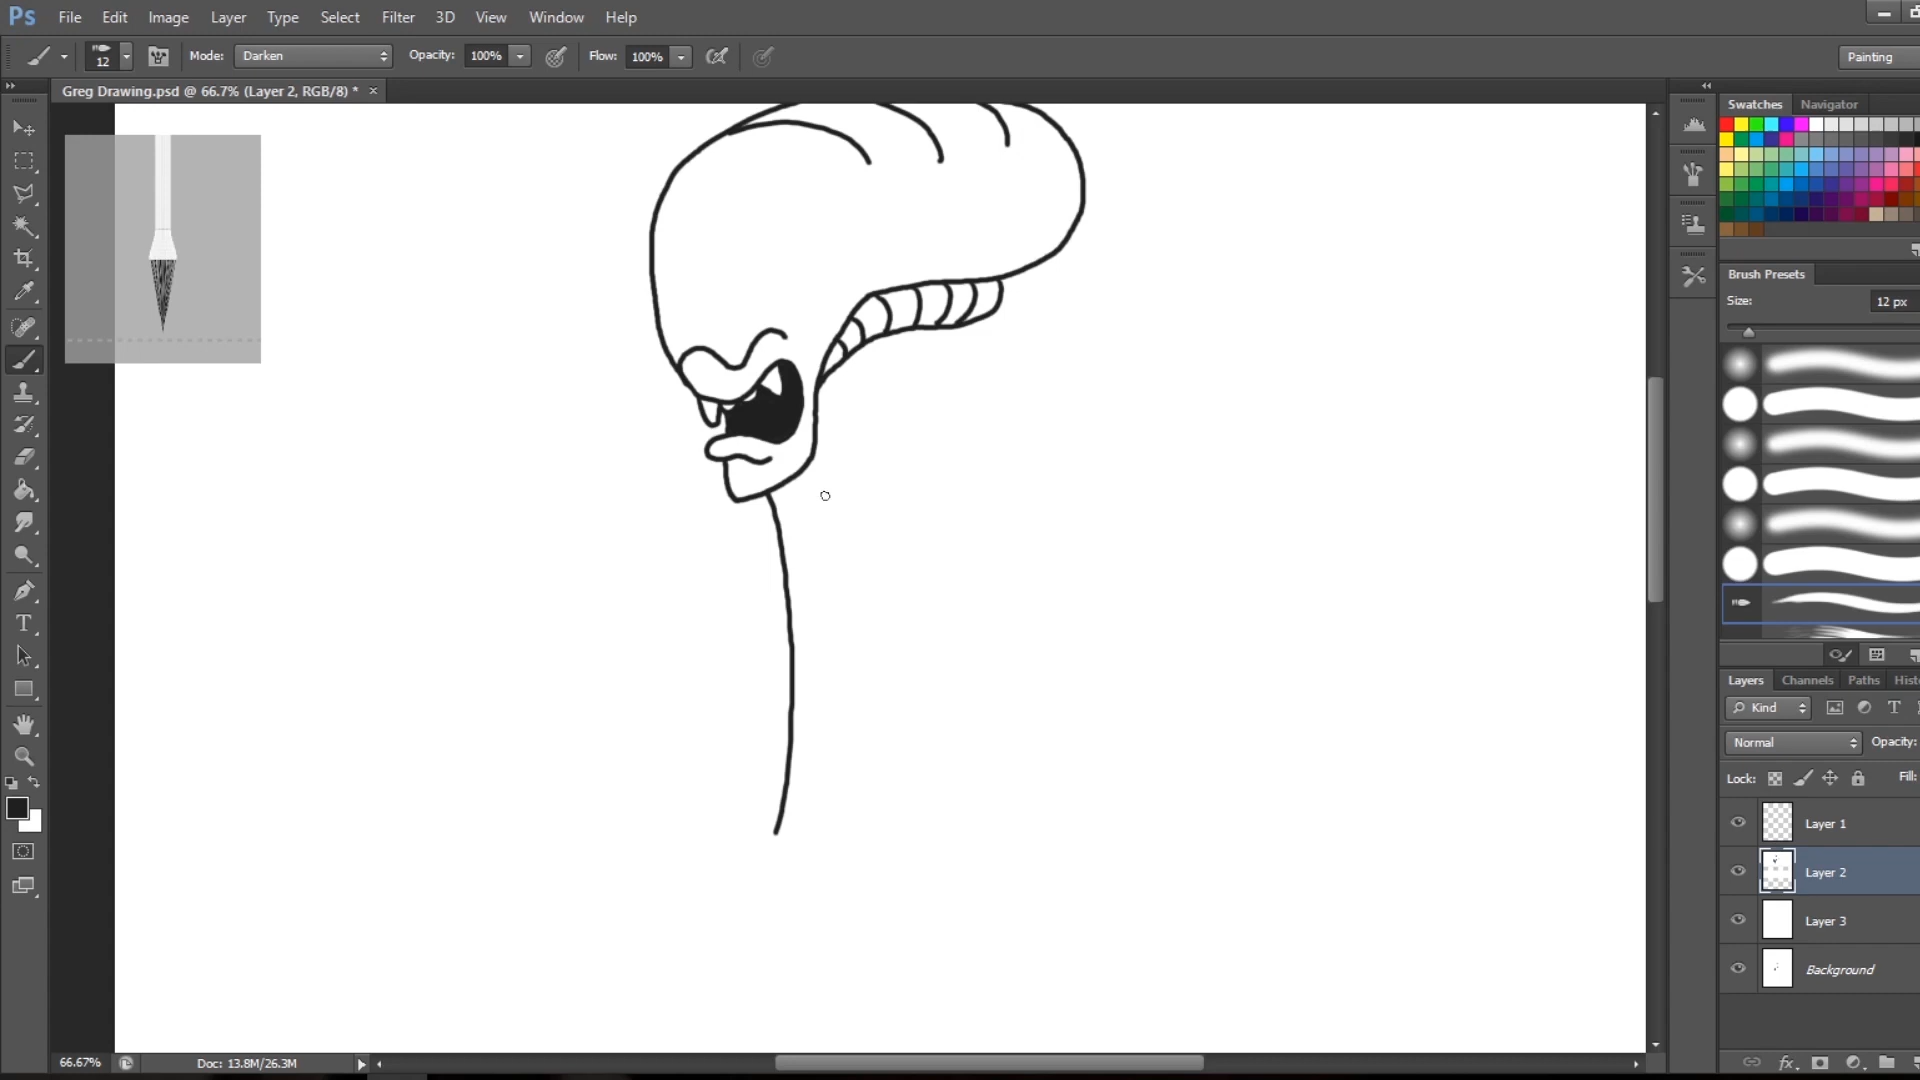 Ps File Edit Image Layer Type Select Filter 3D View Window Help
12 Mode: Darken Opacity: 100% Flow: 100% Painting
Greg Drawing.psd @ 66.7% (Layer 2, RGB/8) * ×
Swatches Navigator
Brush Presets
Size: 12 px
Layers Channels Paths Hist
Kind
Normal Opacity:
Lock: Fill:
Layer 1
Layer 2
Layer 3
Background
fx
66.67% Doc: 13.8M/26.3M